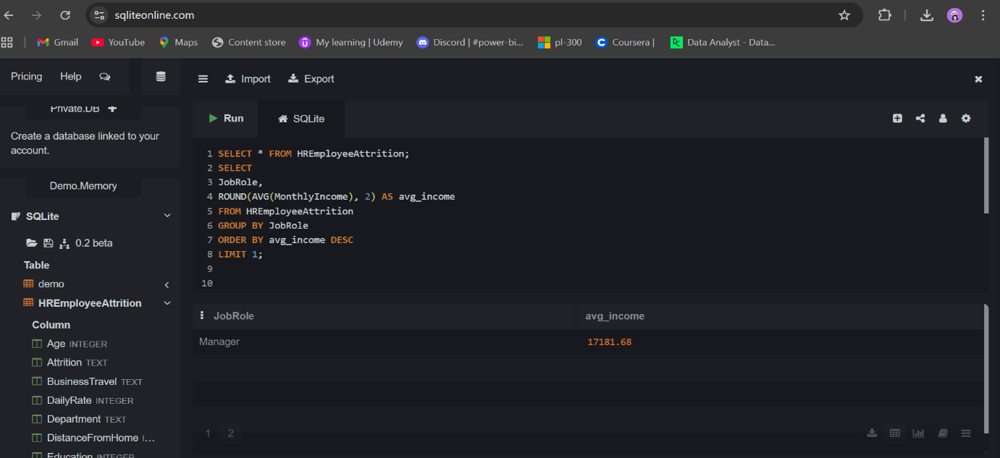 sqliteonline.com
Gmail
YouTube
Maps
Content store
My learning | Udemy
Discord | #power-bi...
pl-300
Coursera |
Data Analyst - Data...
Pricing
Help
Import
Export
Private.DB
Create a database linked to your
account.
Demo.Memory
SQLite
0.2 beta
Table
demo
HREmployeeAttrition
Column
Age INTEGER
Attrition TEXT
BusinessTravel TEXT
DailyRate INTEGER
Department TEXT
DistanceFromHome I...
Education INTEGER
Run
SQLite
1 SELECT * FROM HREmployeeAttrition;
2 SELECT
3 JobRole,
4 ROUND(AVG(MonthlyIncome), 2) AS avg_income
5 FROM HREmployeeAttrition
6 GROUP BY JobRole
7 ORDER BY avg_income DESC
8 LIMIT 1;
9
10
JobRole avg_income
Manager 17181.68
1 2